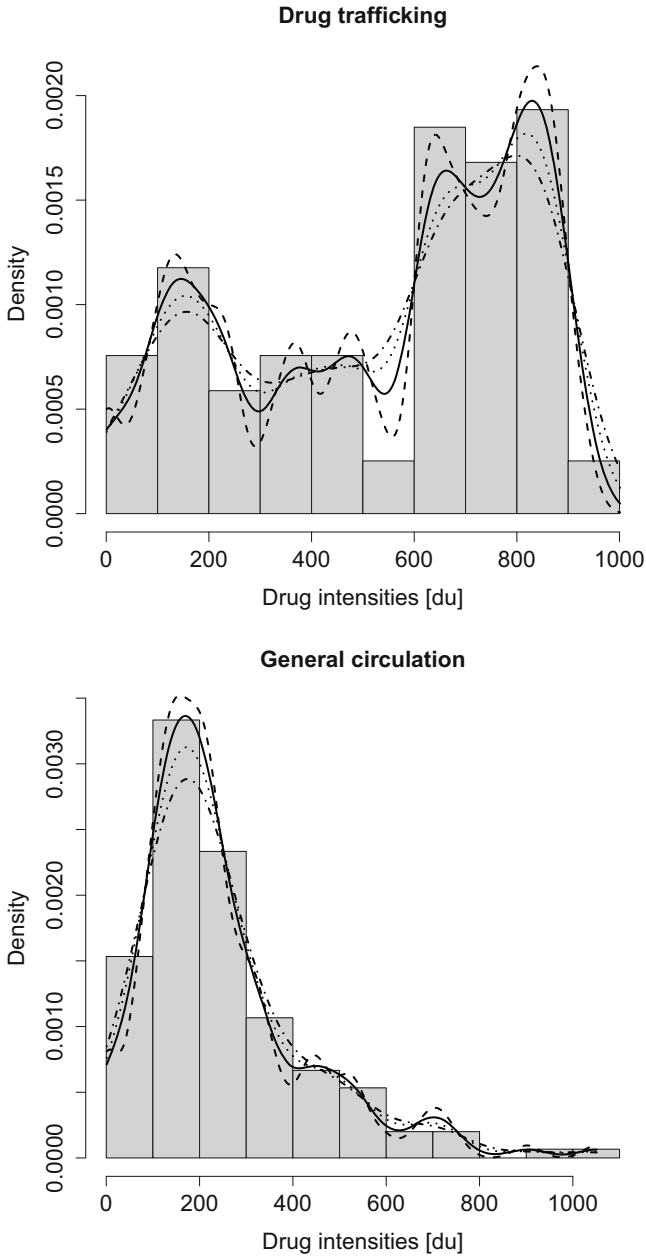 Drug trafficking
Density
0.0000 0.0005 0.0010 0.0015 0.0020
0 200 400 600 800 1000
Drug intensities [du]
General circulation
Density
0.0000 0.0010 0.0020 0.0030
0 200 400 600 800 1000
Drug intensities [du]